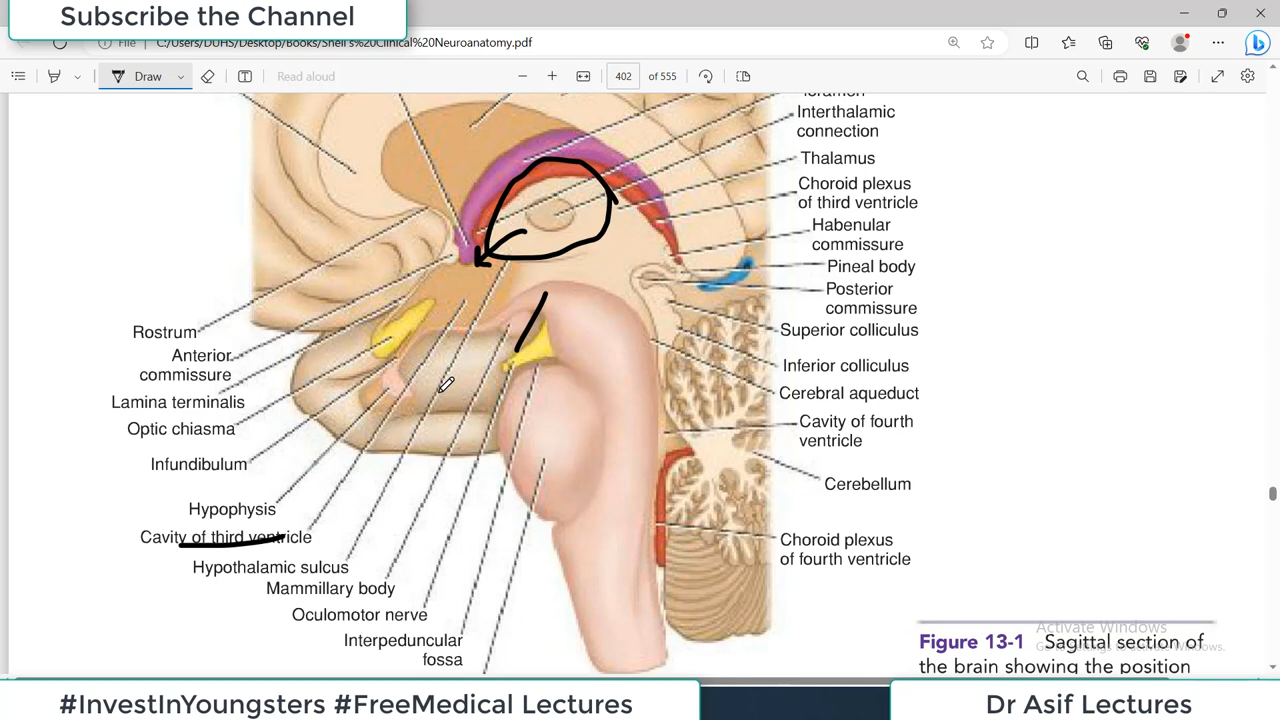 Subscribe the Channel
File
C:/Users/DUHS/Desktop/Books/Snell's%20Clinical%20Neuroanatomy.pdf
Draw
Read aloud
402
of 555
Interthalamic
connection
Thalamus
Choroid plexus
of third ventricle
Habenular
commissure
Pineal body
Posterior
commissure
Superior colliculus
Inferior colliculus
Cerebral aqueduct
Cavity of fourth
ventricle
Cerebellum
Choroid plexus
of fourth ventricle
Rostrum
Anterior
commissure
Lamina terminalis
Optic chiasma
Infundibulum
Hypophysis
Cavity of third ventricle
Hypothalamic sulcus
Mammillary body
Oculomotor nerve
Interpeduncular
fossa
Activate Windows
Figure 13-1 Sagittal section of
the brain showing the position
#InvestInYoungsters #FreeMedical Lectures
Dr Asif Lectures